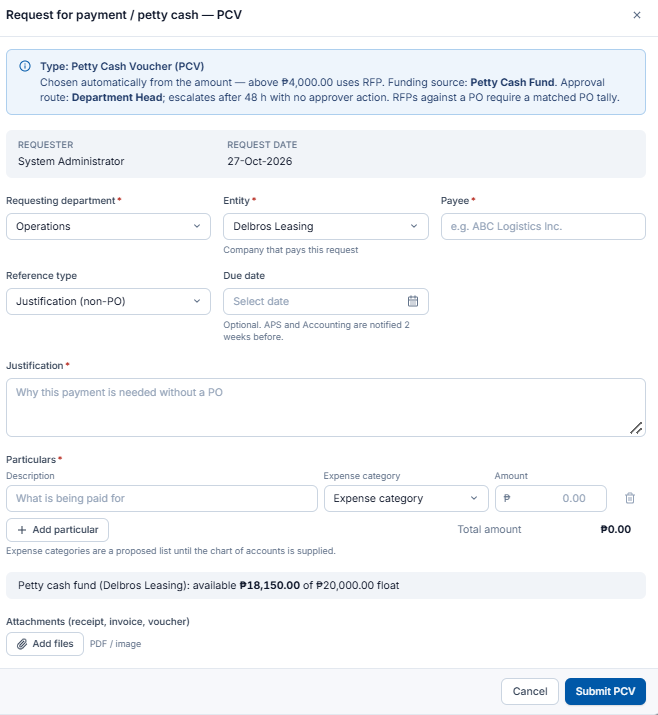 Request for payment / petty cash — PCV
Type: Petty Cash Voucher (PCV)
Chosen automatically from the amount — above ₱4,000.00 uses RFP. Funding source: Petty Cash Fund. Approval
route: Department Head; escalates after 48 h with no approver action. RFPs against a PO require a matched PO tally.
REQUESTER
System Administrator
REQUEST DATE
27-Oct-2026
Requesting department *
Operations
Entity *
Delbros Leasing
Company that pays this request
Payee *
e.g. ABC Logistics Inc.
Reference type
Justification (non-PO)
Due date
Select date
Optional. APS and Accounting are notified 2
weeks before.
Justification *
Why this payment is needed without a PO
Particulars *
Description
Expense category
Amount
What is being paid for
Expense category
₱ 0.00
+ Add particular
Total amount ₱0.00
Expense categories are a proposed list until the chart of accounts is supplied.
Petty cash fund (Delbros Leasing): available ₱18,150.00 of ₱20,000.00 float
Attachments (receipt, invoice, voucher)
Add files
PDF / image
Cancel
Submit PCV